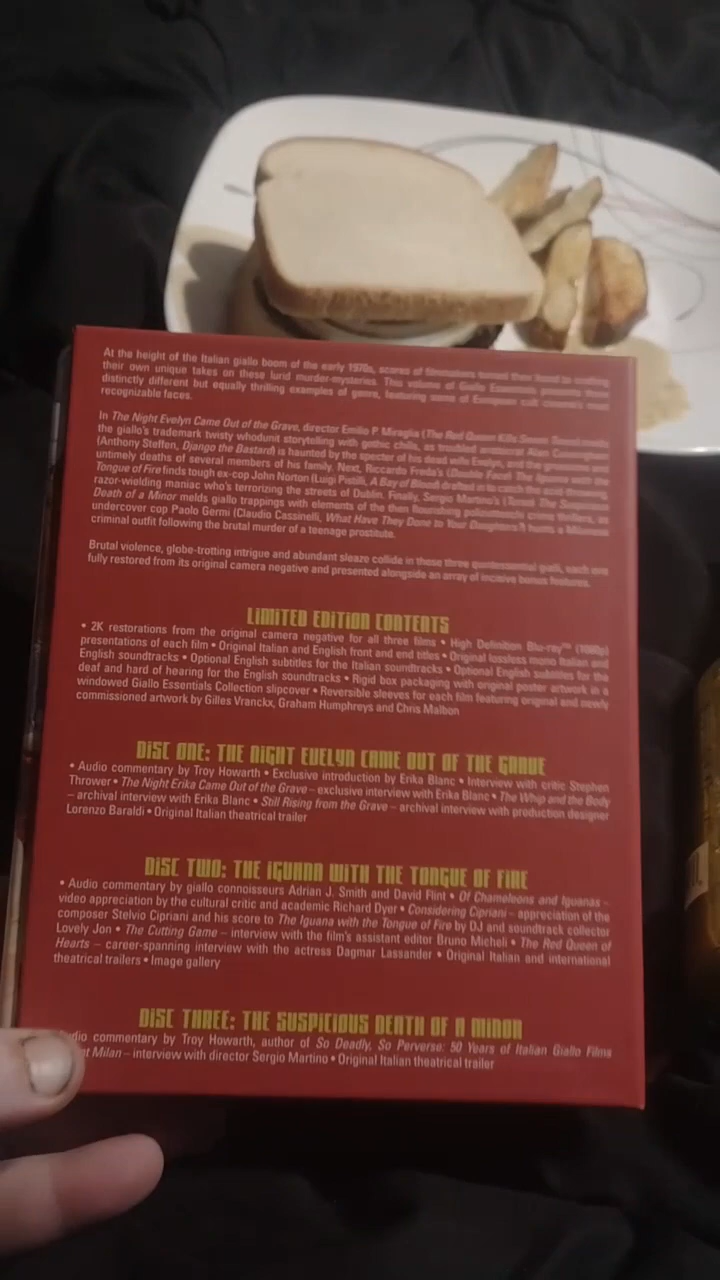 At the height of the Italian giallo boom of the early 1970s, scores of filmmakers turned their hand to crafting
their own unique takes on these lurid murder-mysteries. This volume of Giallo Essentials presents three
distinctly different but equally thrilling examples of genre, featuring some of European cult cinema's most
recognizable faces.
In The Night Evelyn Came Out of the Grave, director Emilio P. Miraglia (The Red Queen Kills Seven Times)
the giallo's trademark twisty whodunit storytelling with gothic chills, as troubled aristocrat Alan Cunningham
(Anthony Steffen, Django the Bastard) is haunted by the specter of his dead wife Evelyn, and the gruesome and
untimely deaths of several members of his family. Next, Riccardo Freda's (Double Face) The Iguana with the
Tongue of Fire finds tough ex-cop John Norton (Luigi Pistilli, A Bay of Blood) drafted in to catch the acid-throwing,
razor-wielding maniac who's terrorizing the streets of Dublin. Finally, Sergio Martino's (Torso) The Suspicious
Death of a Minor melds giallo trappings with elements of the then flourishing poliziotteschi crime thrillers, as
undercover cop Paolo Germi (Claudio Cassinelli, What Have They Done to Your Daughters?) hunts a Milanese
criminal outfit following the brutal murder of a teenage prostitute.
Brutal violence, globe-trotting intrigue and abundant sleaze collide in these three quintessential gialli, each one
fully restored from its original camera negative and presented alongside an array of incisive bonus features.
LIMITED EDITION CONTENTS
• 2K restorations from the original camera negative for all three films • High Definition Blu-ray™ (1080p)
presentations of each film • Original Italian and English front and end titles • Original lossless mono Italian and
English soundtracks • Optional English subtitles for the Italian soundtracks • Optional English subtitles for the
deaf and hard of hearing for the English soundtracks • Rigid box packaging with original poster artwork in a
windowed Giallo Essentials Collection slipcover • Reversible sleeves for each film featuring original and newly
commissioned artwork by Gilles Vranckx, Graham Humphreys and Chris Malbon
DISC ONE: THE NIGHT EVELYN CAME OUT OF THE GRAVE
• Audio commentary by Troy Howarth • Exclusive introduction by Erika Blanc • Interview with critic Stephen
Thrower • The Night Erika Came Out of the Grave – exclusive interview with Erika Blanc • The Whip and the Body
– archival interview with Erika Blanc • Still Rising from the Grave – archival interview with production designer
Lorenzo Baraldi • Original Italian theatrical trailer
DISC TWO: THE IGUANA WITH THE TONGUE OF FIRE
• Audio commentary by giallo connoisseurs Adrian J. Smith and David Flint • Of Chameleons and Iguanas –
video appreciation by the cultural critic and academic Richard Dyer • Considering Cipriani – appreciation of the
composer Stelvio Cipriani and his score to The Iguana with the Tongue of Fire by DJ and soundtrack collector
Lovely Jon • The Cutting Game – interview with the film's assistant editor Bruno Micheli • The Red Queen of
Hearts – career-spanning interview with the actress Dagmar Lassander • Original Italian and international
theatrical trailers • Image gallery
DISC THREE: THE SUSPICIOUS DEATH OF A MINOR
dio commentary by Troy Howarth, author of So Deadly, So Perverse: 50 Years of Italian Giallo Films
t Milan – interview with director Sergio Martino • Original Italian theatrical trailer